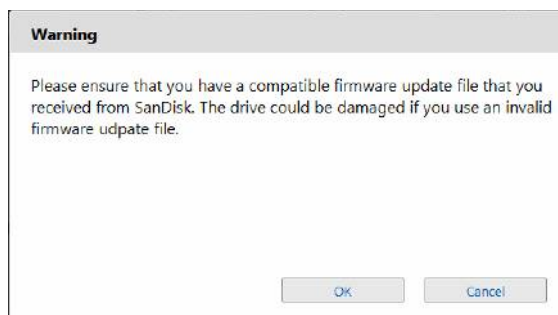 Warning
Please ensure that you have a compatible firmware update file that you
received from SanDisk. The drive could be damaged if you use an invalid
firmware udpate file.
OK
Cancel